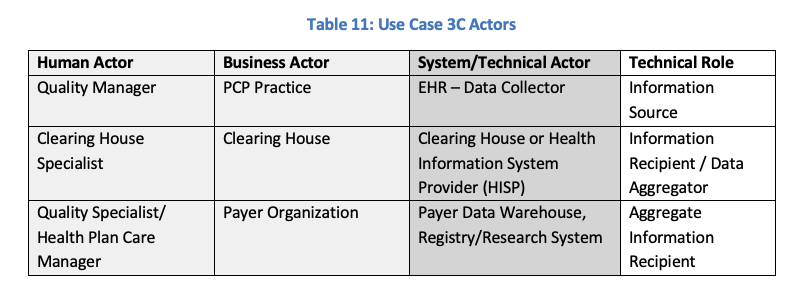 Table 11: Use Case 3C Actors
Human Actor Business Actor System/Technical Actor Technical Role
Quality Manager PCP Practice EHR – Data Collector Information
Source
Clearing House Clearing House Clearing House or Health Information
Specialist Information System Recipient / Data
Provider (HISP) Aggregator
Quality Specialist/ Payer Organization Payer Data Warehouse, Aggregate
Health Plan Care Registry/Research System Information
Manager Recipient